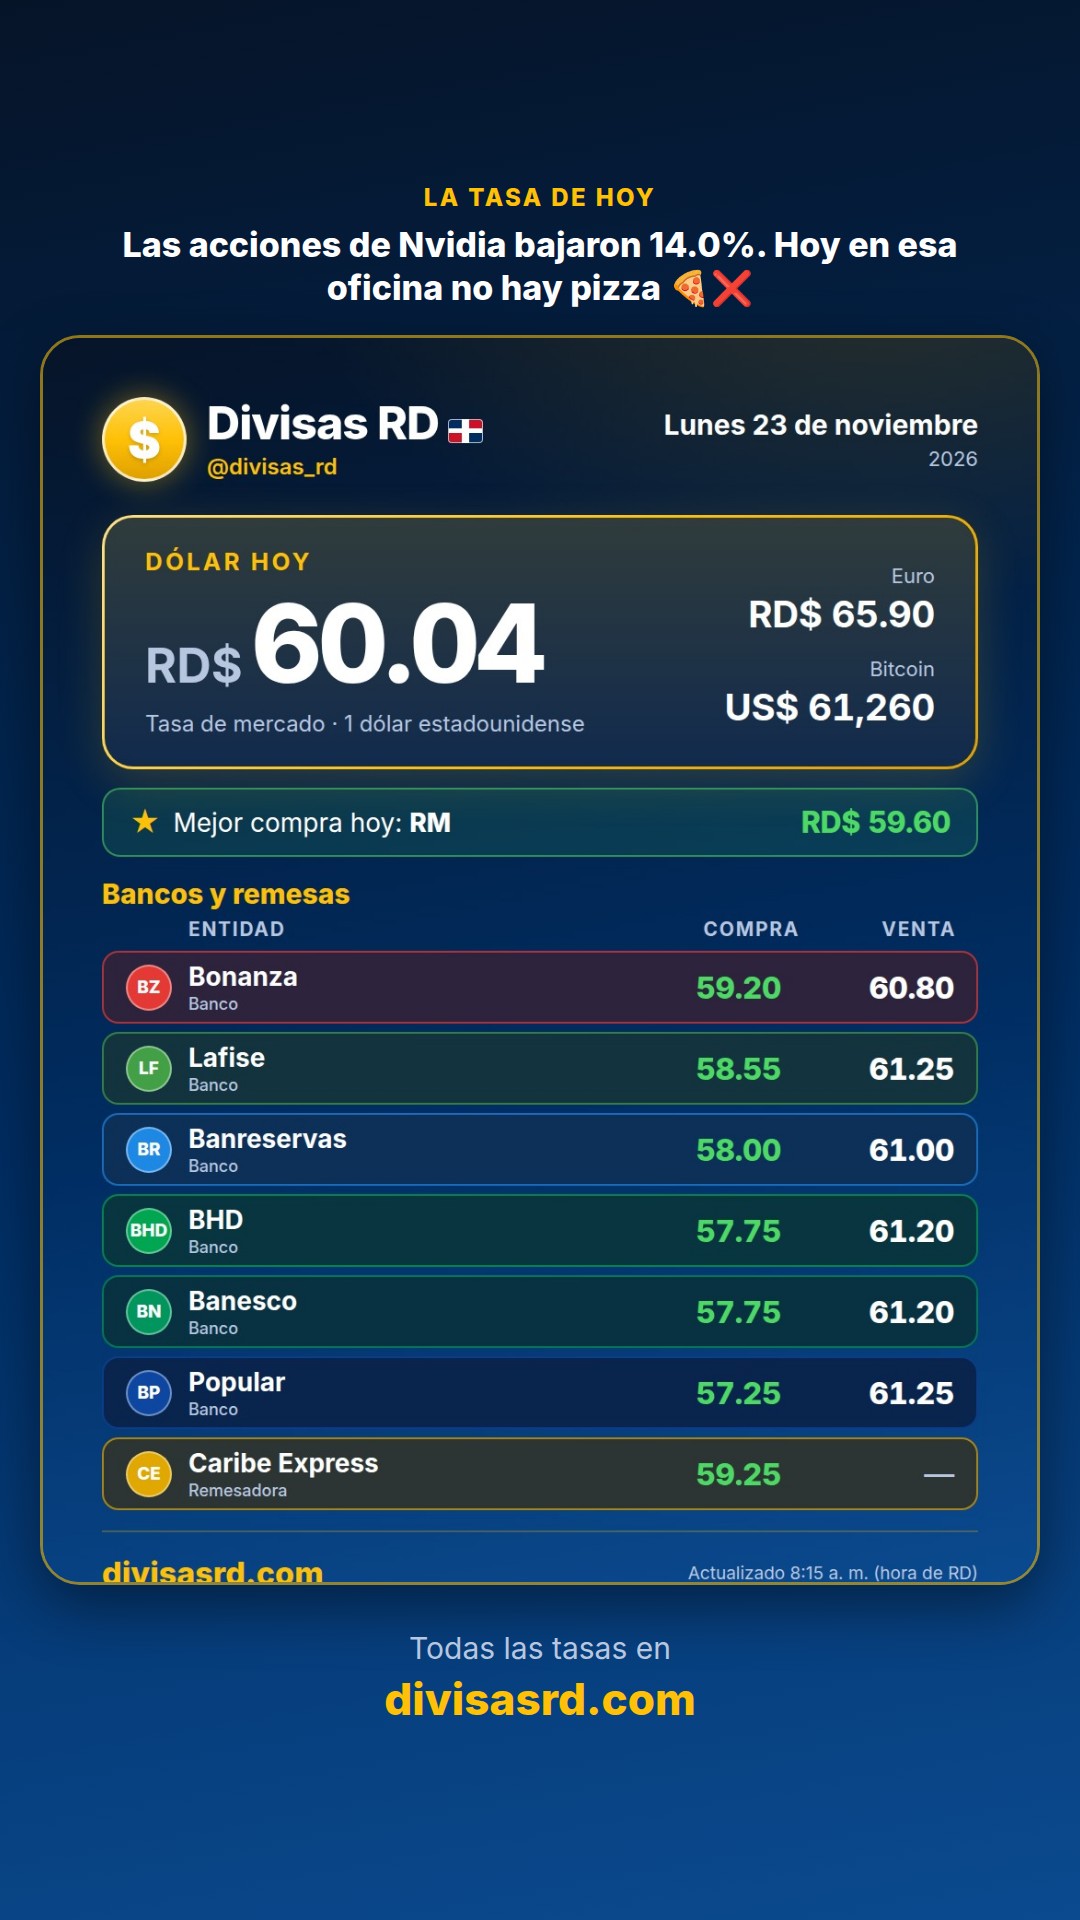 LA TASA DE HOY
Las acciones de Nvidia bajaron 14.0%. Hoy en esa
oficina no hay pizza 🍕❌
$
Divisas RD 🇩🇴
@divisas_rd
Lunes 23 de noviembre
2026
DÓLAR HOY
RD$ 60.04
Tasa de mercado · 1 dólar estadounidense
Euro
RD$ 65.90
Bitcoin
US$ 61,260
★ Mejor compra hoy: RM RD$ 59.60
Bancos y remesas
ENTIDAD COMPRA VENTA
BZ Bonanza 59.20 60.80
Banco
LF Lafise 58.55 61.25
Banco
BR Banreservas 58.00 61.00
Banco
BHD BHD 57.75 61.20
Banco
BN Banesco 57.75 61.20
Banco
BP Popular 57.25 61.25
Banco
CE Caribe Express 59.25 —
Remesadora
divisasrd.com Actualizado 8:15 a. m. (hora de RD)
Todas las tasas en
divisasrd.com